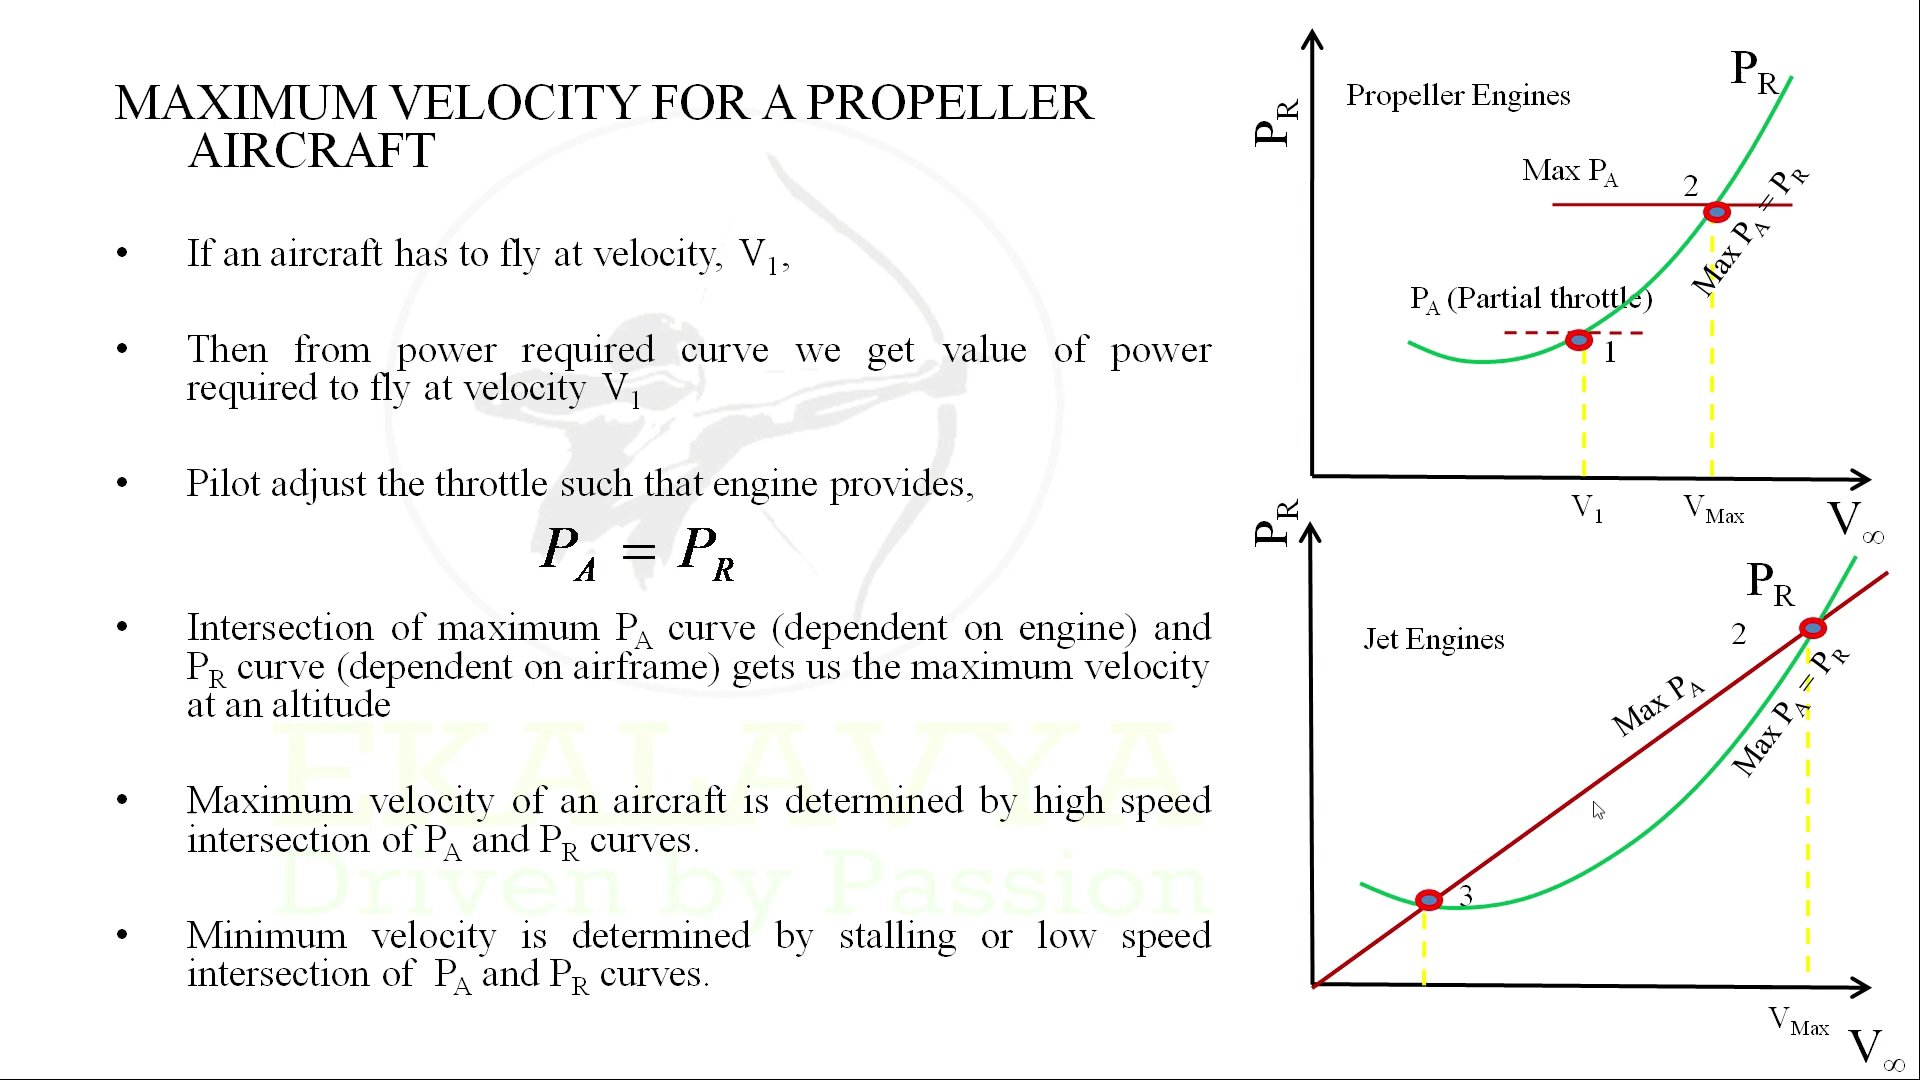 MAXIMUM VELOCITY FOR A PROPELLER
AIRCRAFT
• If an aircraft has to fly at velocity, V1,
• Then from power required curve we get value of power
required to fly at velocity V1
• Pilot adjust the throttle such that engine provides,
PA = PR
• Intersection of maximum PA curve (dependent on engine) and
PR curve (dependent on airframe) gets us the maximum velocity
at an altitude
• Maximum velocity of an aircraft is determined by high speed
intersection of PA and PR curves.
• Minimum velocity is determined by stalling or low speed
intersection of PA and PR curves.
EKALAVYA
Driven by Passion
PR
Propeller Engines
PR
Max PA
2
Max PA = PR
PA (Partial throttle)
1
V1
VMax
V∞
PR
Jet Engines
PR
2
Max PA
Max PA = PR
3
VMax
V∞